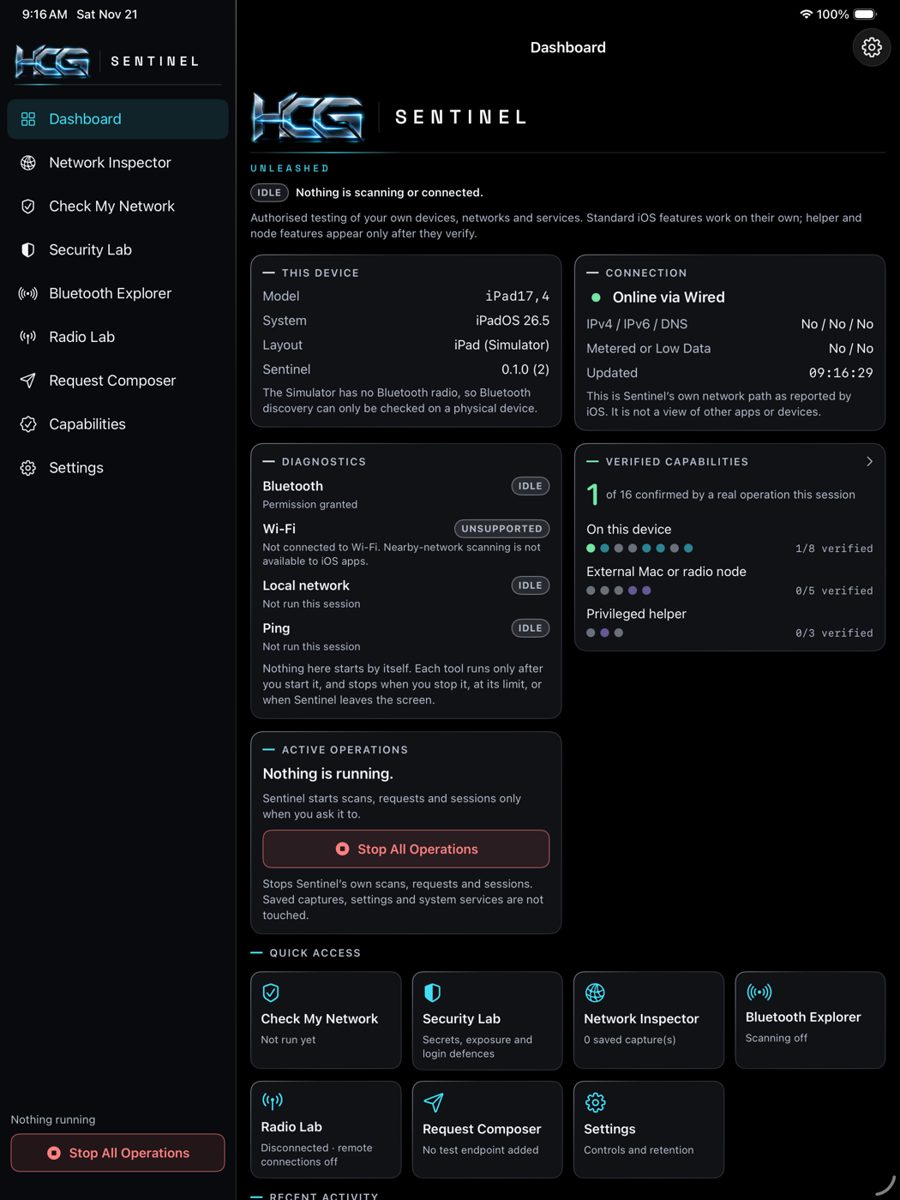 9:16 AM Sat Nov 21
100%
HCG SENTINEL
Dashboard
Network Inspector
Check My Network
Security Lab
Bluetooth Explorer
Radio Lab
Request Composer
Capabilities
Settings
Nothing running
Stop All Operations
Dashboard
HCG SENTINEL
UNLEASHED
IDLE Nothing is scanning or connected.
Authorised testing of your own devices, networks and services. Standard iOS features work on their own; helper and
node features appear only after they verify.
THIS DEVICE
Model iPad17,4
System iPadOS 26.5
Layout iPad (Simulator)
Sentinel 0.1.0 (2)
The Simulator has no Bluetooth radio, so Bluetooth
discovery can only be checked on a physical device.
CONNECTION
Online via Wired
IPv4 / IPv6 / DNS No / No / No
Metered or Low Data No / No
Updated 09:16:29
This is Sentinel's own network path as reported by
iOS. It is not a view of other apps or devices.
DIAGNOSTICS
Bluetooth IDLE
Permission granted
Wi-Fi UNSUPPORTED
Not connected to Wi-Fi. Nearby-network scanning is not
available to iOS apps.
Local network IDLE
Not run this session
Ping IDLE
Not run this session
Nothing here starts by itself. Each tool runs only after
you start it, and stops when you stop it, at its limit, or
when Sentinel leaves the screen.
VERIFIED CAPABILITIES
1 of 16 confirmed by a real operation this session
On this device
1/8 verified
External Mac or radio node
0/5 verified
Privileged helper
0/3 verified
ACTIVE OPERATIONS
Nothing is running.
Sentinel starts scans, requests and sessions only
when you ask it to.
Stop All Operations
Stops Sentinel's own scans, requests and sessions.
Saved captures, settings and system services are not
touched.
QUICK ACCESS
Check My Network
Not run yet
Security Lab
Secrets, exposure and
login defences
Network Inspector
0 saved capture(s)
Bluetooth Explorer
Scanning off
Radio Lab
Disconnected · remote
connections off
Request Composer
No test endpoint added
Settings
Controls and retention
RECENT ACTIVITY